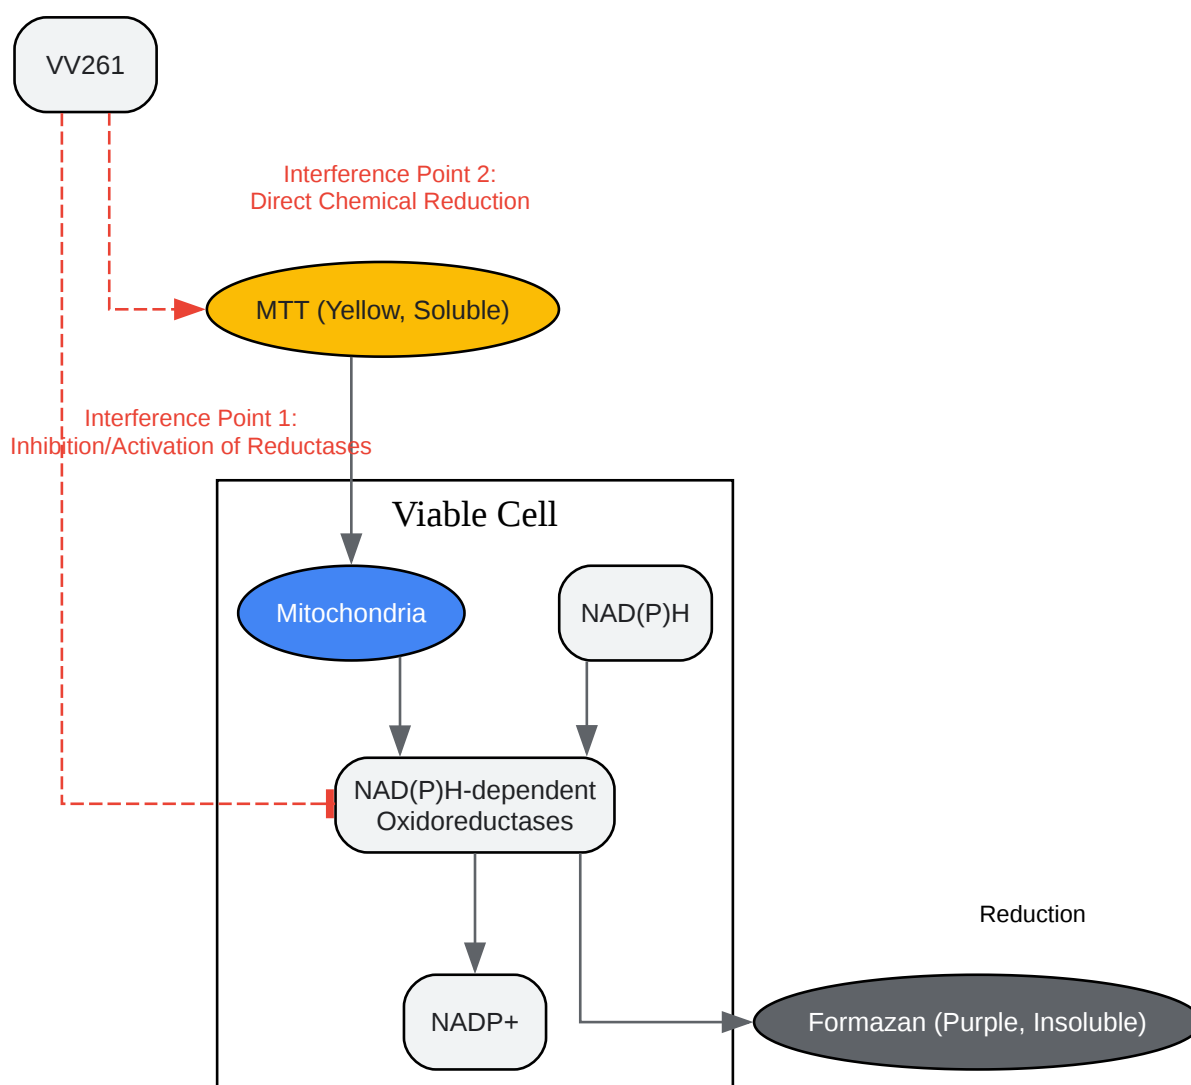 VV261
Interference Point 2:
Direct Chemical Reduction
MTT (Yellow, Soluble)
Interference Point 1:
Inhibition/Activation of Reductases
Viable Cell
Mitochondria
NAD(P)H
NAD(P)H-dependent
Oxidoreductases
Reduction
NADP+
Formazan (Purple, Insoluble)